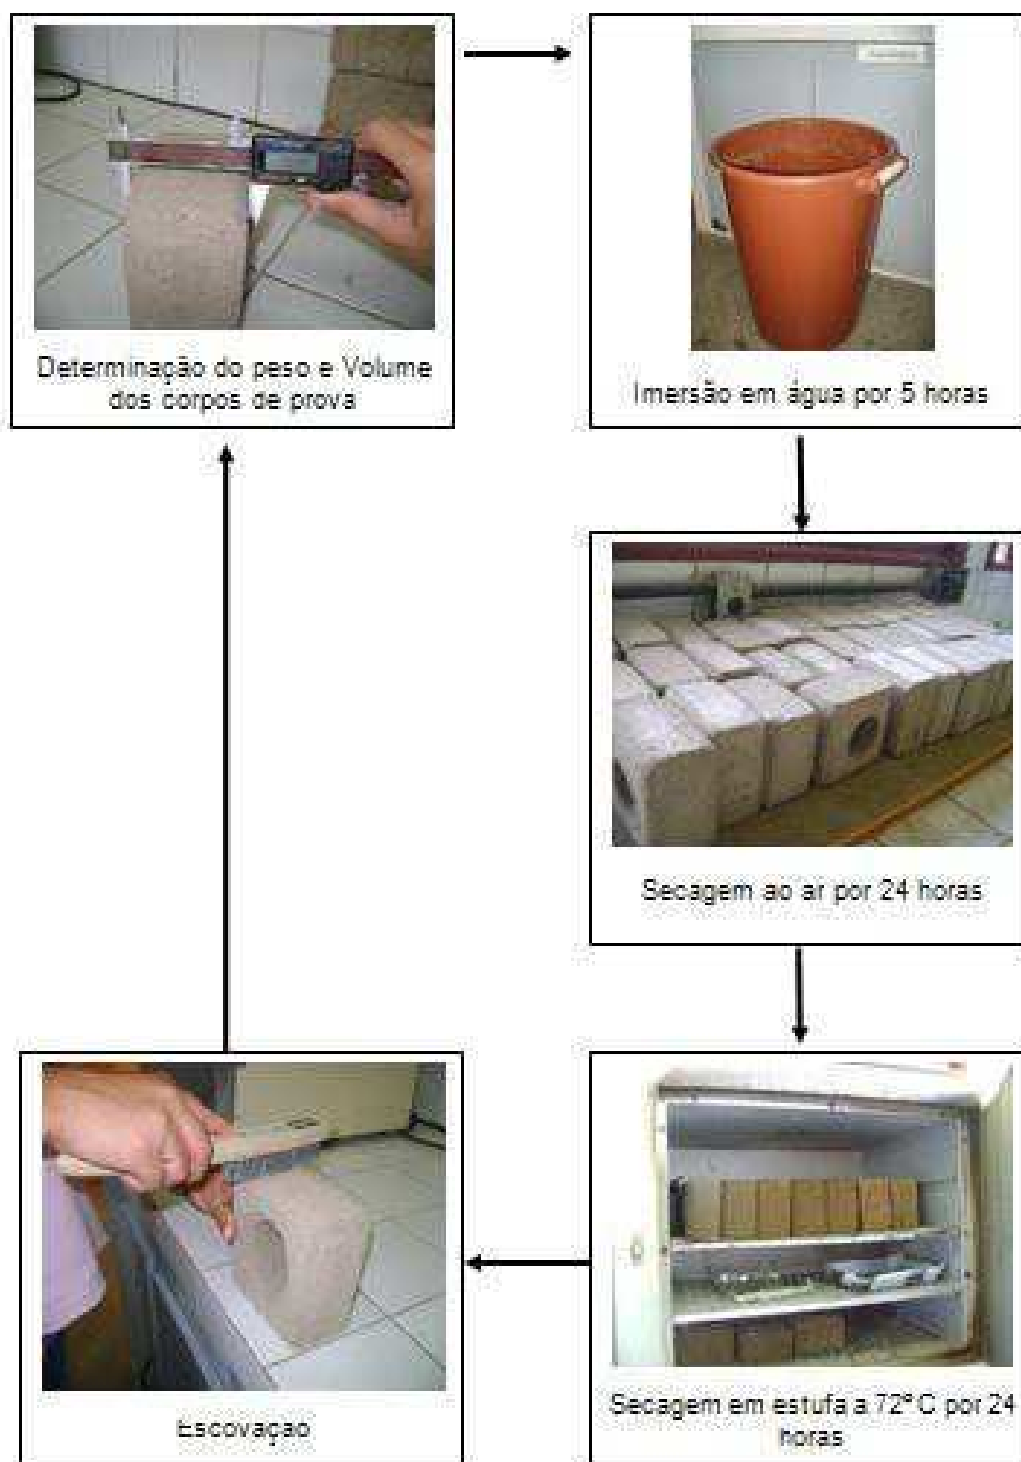 Determinação do peso e Volume
dos corpos de prova
Imersão em água por 5 horas
Secagem ao ar por 24 horas
Secagem em estufa a 72°C por 24
horas
Escovação